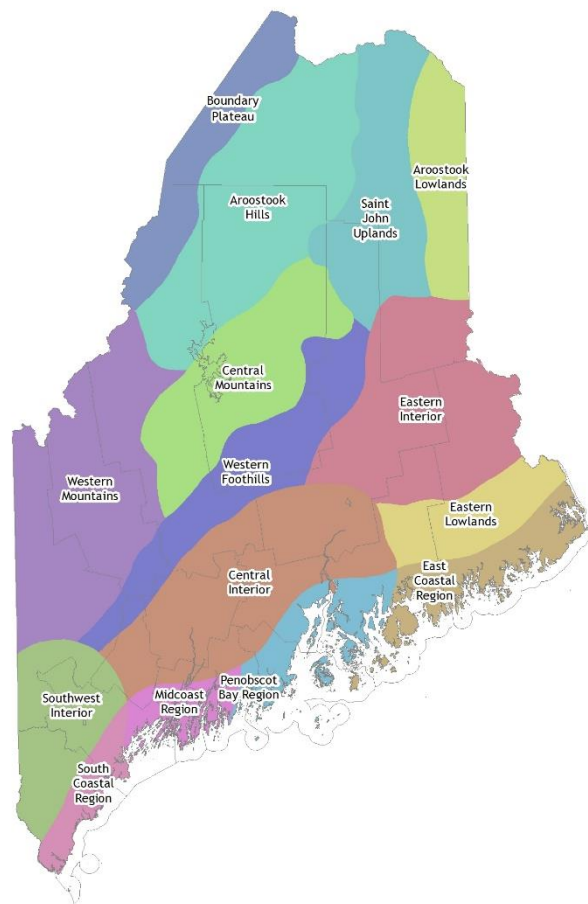 Boundary
Plateau
Aroostook
Hills
Saint
John
Uplands
Aroostook
Lowlands
Central
Mountains
Eastern
Interior
Western
Mountains
Western
Foothills
Eastern
Lowlands
Central
Interior
East
Coastal
Region
Southwest
Interior
Midcoast
Region
Penobscot
Bay Region
South
Coastal
Region